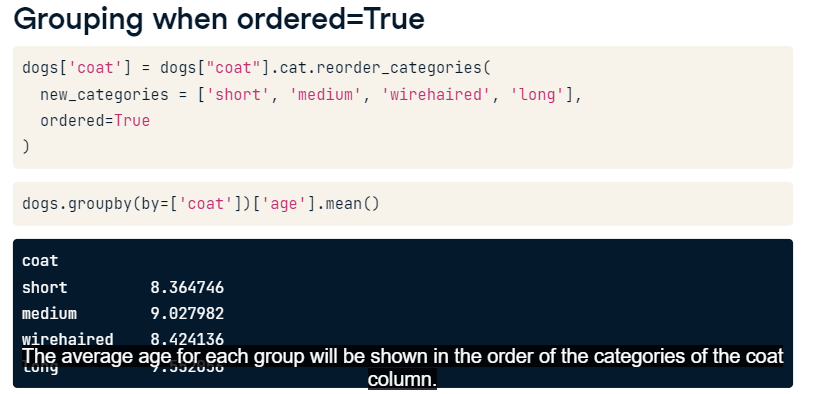 Grouping when ordered=True
dogs['coat'] = dogs["coat"].cat.reorder_categories(
new_categories = ['short', 'medium', 'wirehaired', 'long'],
ordered=True
)
dogs.groupby(by=['coat'])['age'].mean()
coat
short 8.364746
medium 9.027982
wirehaired 8.424136
The average age for each group will be shown in the order of the categories of the coat
column.